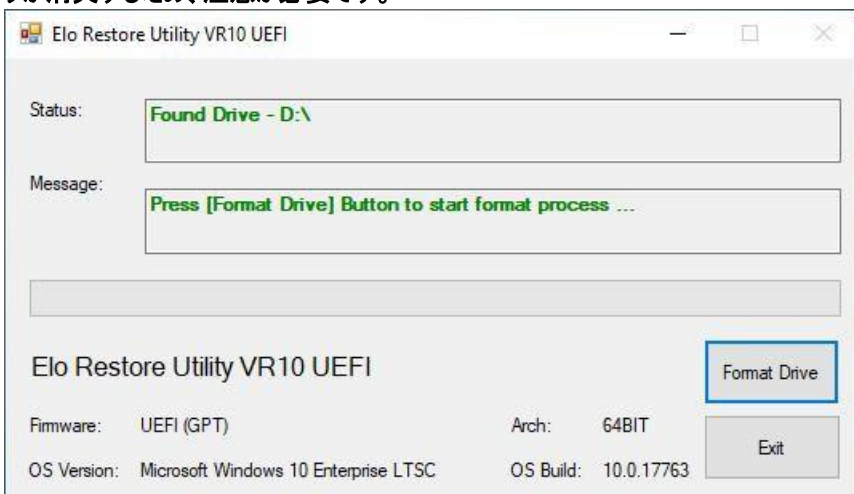 Elo Restore Utility VR10 UEFI
Status:
Found Drive - D:\
Message:
Press [Format Drive] Button to start format process ...
Elo Restore Utility VR10 UEFI
Format Drive
Firmware: UEFI (GPT) Arch: 64BIT
Exit
OS Version: Microsoft Windows 10 Enterprise LTSC OS Build: 10.0.17763